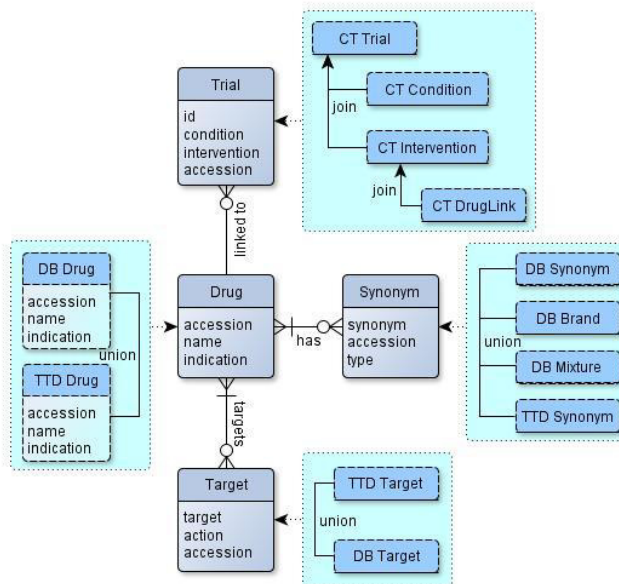 CT Trial
CT Condition
join
CT Intervention
join
CT DrugLink
Trial
id
condition
intervention
accession
linked to
DB Drug
accession
name
indication
union
TTD Drug
accession
name
indication
Drug
accession
name
indication
has
Synonym
synonym
accession
type
DB Synonym
DB Brand
union
DB Mixture
TTD Synonym
targets
Target
target
action
accession
TTD Target
union
DB Target